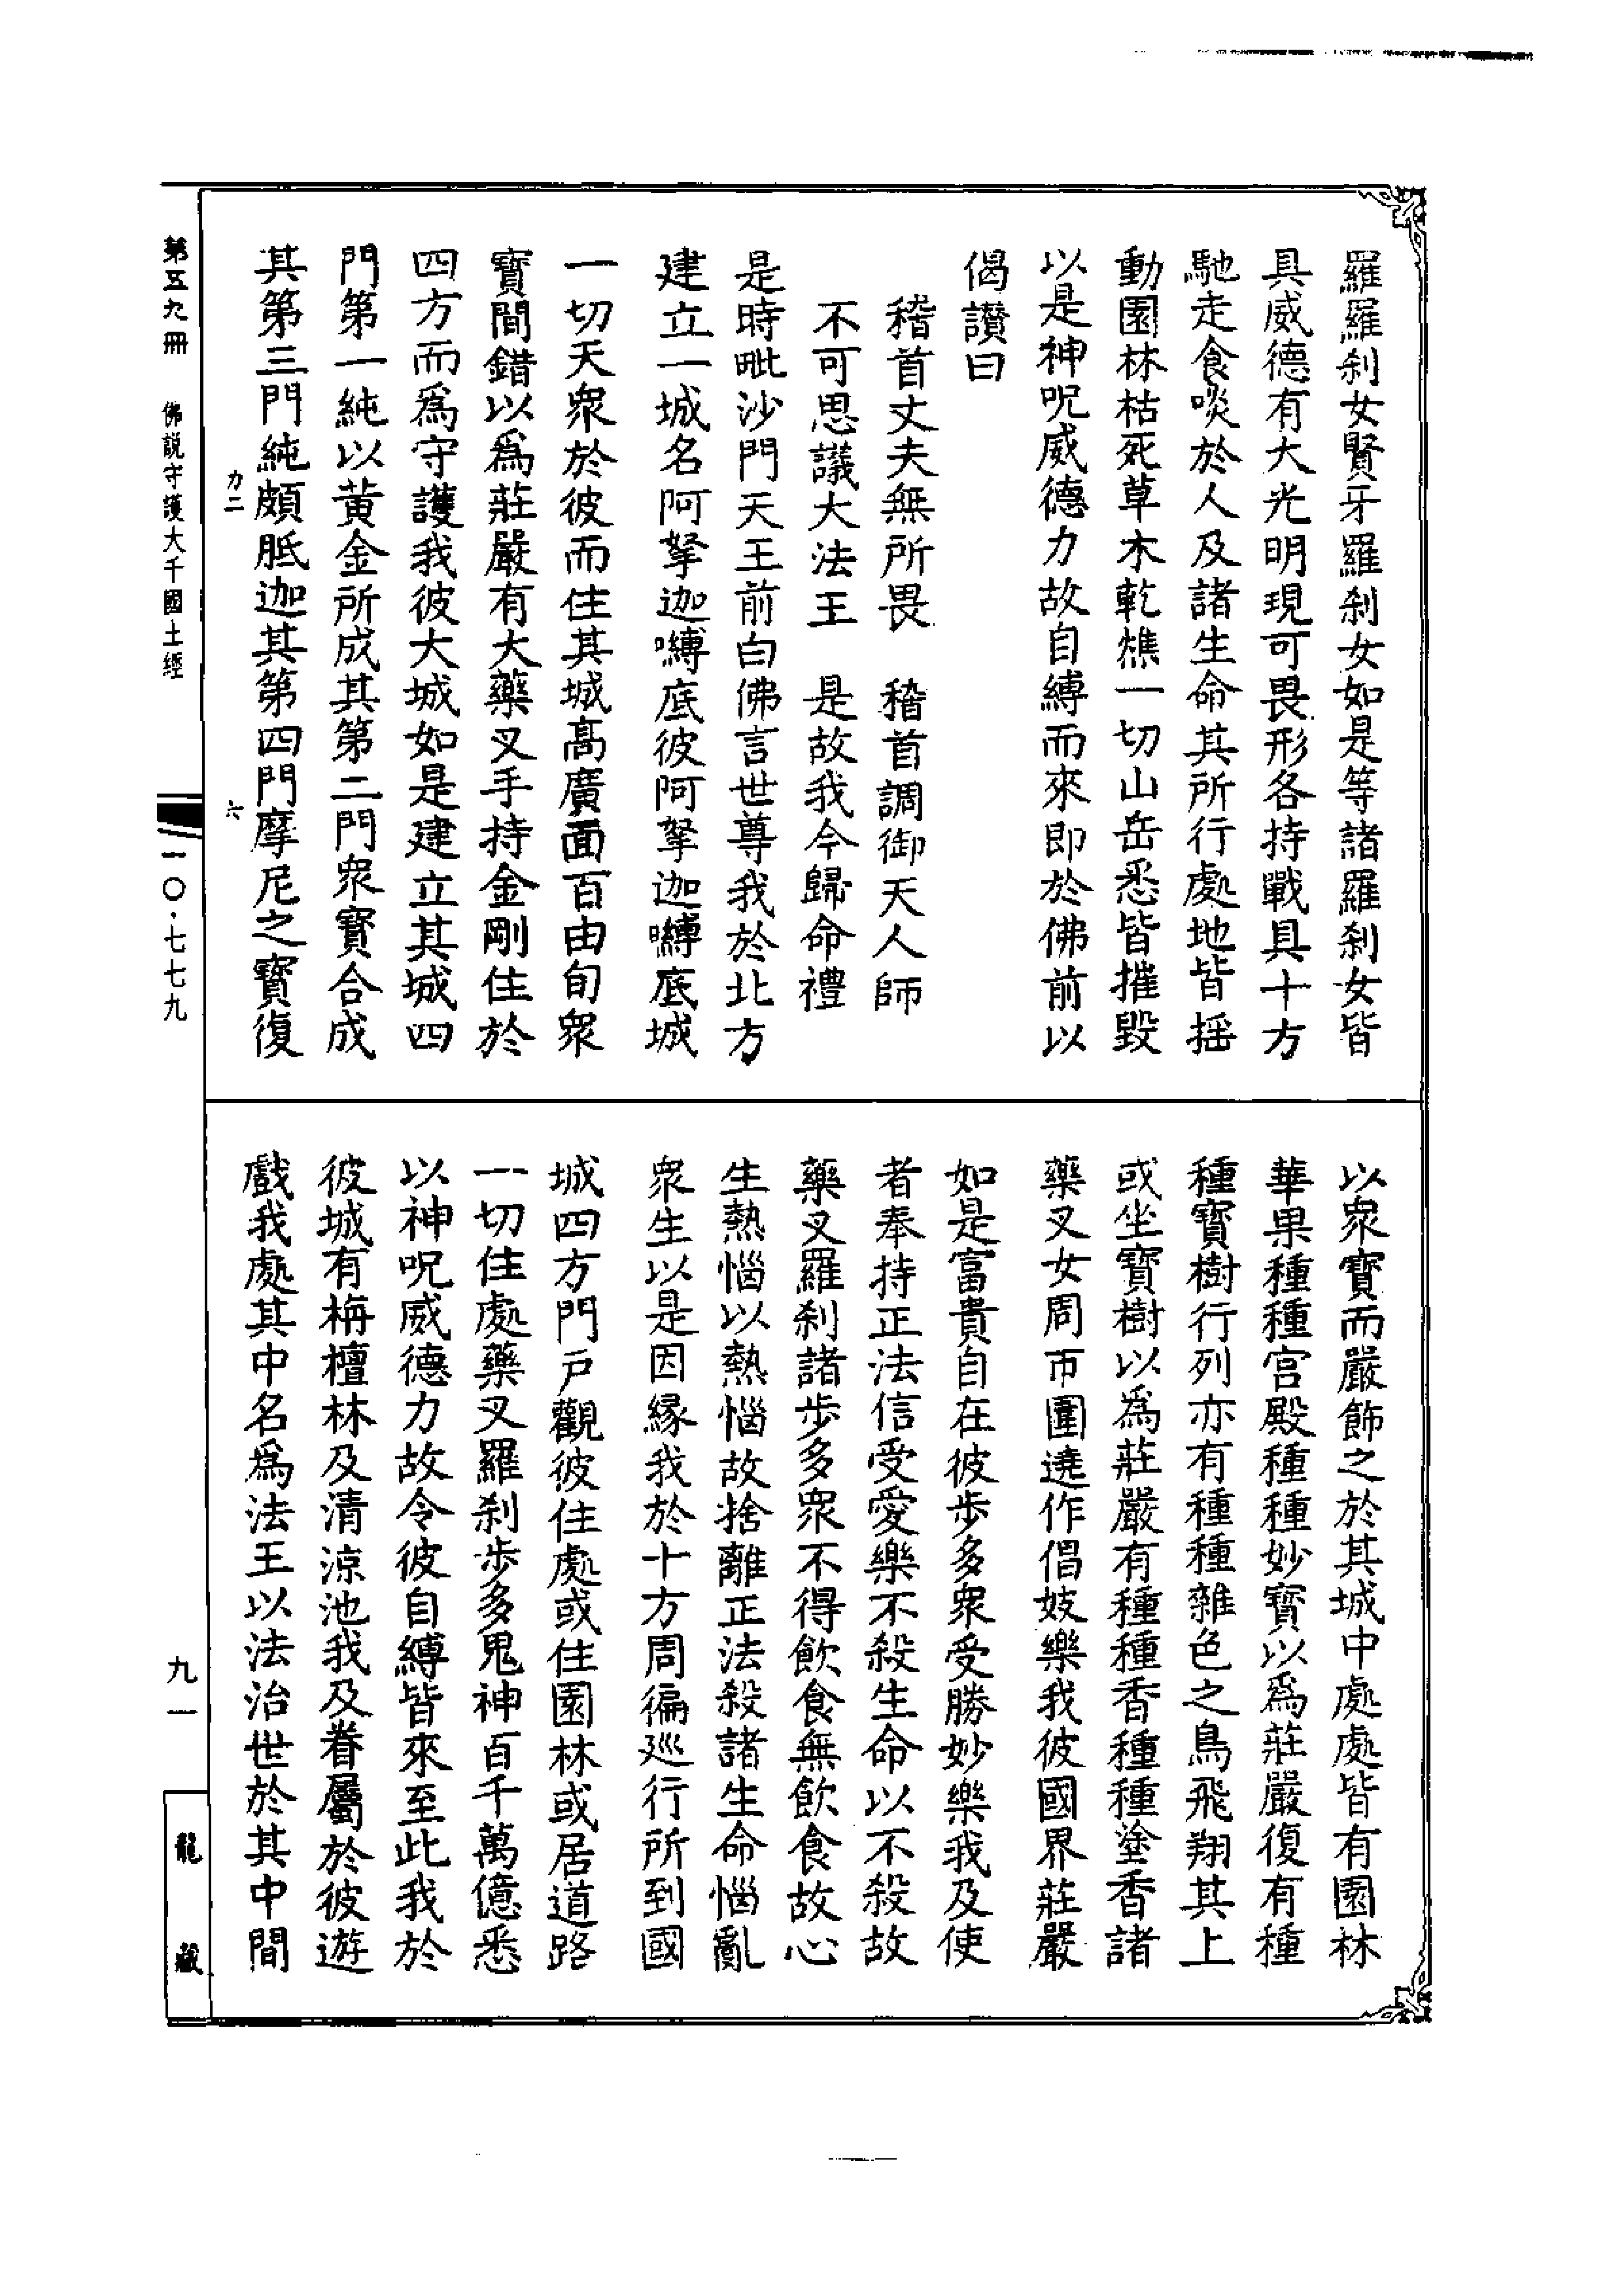 羅羅刹女賢牙羅刹女如是等諸羅刹女皆
具威德有大光明現可畏形各持戰具十方
馳走食啖於人及諸生命其所行處地皆揺
動園林枯死草木乾燋一切山岳悉皆摧毀
以是神呪威德力故自縛而來即於佛前以
偈讚曰
稽首丈夫無所畏　稽首調御天人師
不可思議大法王　是故我今歸命禮
是時毗沙門天王前白佛言世尊我於北方
建立一城名阿拏迦嚩底彼阿拏迦嚩底城
一切天衆於彼而住其城髙廣面百由旬衆
寳間錯以爲莊嚴有大藥叉手持金剛住於
四方而爲守護我彼大城如是建立其城四
門第一純以黄金所成其第二門衆寳合成
其第三門純頗胝迦其第四門摩尼之寳復
以衆寳而嚴飾之於其城中處處皆有園林
華果種種宫殿種種妙寳以爲莊嚴復有種
種寳樹行列亦有種種雜色之鳥飛翔其上
或坐寳樹以爲莊嚴有種種香種種塗香諸
藥叉女周帀圍遶作倡妓樂我彼國界莊嚴
如是富貴自在彼歩多衆受勝妙樂我及使
者奉持正法信受愛樂不殺生命以不殺故
藥叉羅刹諸歩多衆不得飲食無飲食故心
生熱惱以熱惱故捨離正法殺諸生命惱亂
衆生以是因縁我於十方周徧巡行所到國
城四方門戸觀彼住處或住園林或居道路
一切住處藥叉羅刹歩多鬼神百千萬億悉
以神呪威德力故令彼自縛皆來至此我於
彼城有栴檀林及清涼池我及眷屬於彼遊
戲我處其中名爲法王以法治世於其中間
第五九冊　佛説守護大千國土經
力二
六
一〇·七七九
九一
龍藏